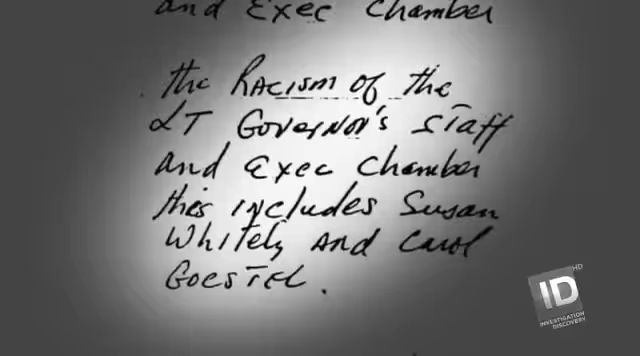 and Exec Chamber
the Racism of the
LT Governor's staff
and Exec Chamber
this includes Susan
Whitely and Carol
Goestel.
ID
HD
INVESTIGATION
DISCOVERY